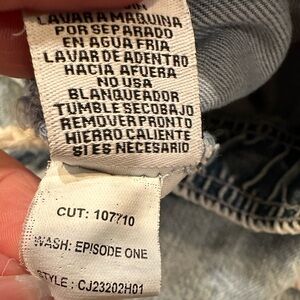 LAVAR A MAQUINA
POR SEPARADO
EN AGUA FRIA
LAVAR DE ADENTRO
HACIA AFUERA
NO USA
BLANQUEADOR
TUMBLE SECO BAJO
REMOVER PRONTO
HIERRO CALIENTE
SI ES NECESARIO
CUT: 107710
WASH: EPISODE ONE
STYLE : CJ23202H01